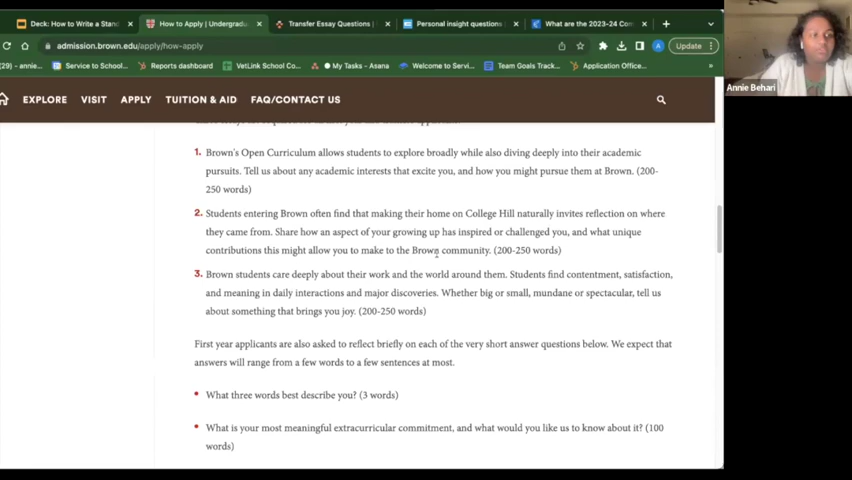 Deck: How to Write a Stand
How to Apply | Undergradu
Transfer Essay Questions |
Personal insight questions
What are the 2023-24 Com
admission.brown.edu/apply/how-apply
A
Update
(29) - annie...
Service to School...
Reports dashboard
VetLink School Co...
My Tasks - Asana
Welcome to Servi...
Team Goals Track...
Application Office...
Annie Behari
EXPLORE VISIT APPLY TUITION & AID FAQ/CONTACT US
1. Brown's Open Curriculum allows students to explore broadly while also diving deeply into their academic
pursuits. Tell us about any academic interests that excite you, and how you might pursue them at Brown. (200-
250 words)
2. Students entering Brown often find that making their home on College Hill naturally invites reflection on where
they came from. Share how an aspect of your growing up has inspired or challenged you, and what unique
contributions this might allow you to make to the Brown community. (200-250 words)
3. Brown students care deeply about their work and the world around them. Students find contentment, satisfaction,
and meaning in daily interactions and major discoveries. Whether big or small, mundane or spectacular, tell us
about something that brings you joy. (200-250 words)
First year applicants are also asked to reflect briefly on each of the very short answer questions below. We expect that
answers will range from a few words to a few sentences at most.
• What three words best describe you? (3 words)
• What is your most meaningful extracurricular commitment, and what would you like us to know about it? (100
words)